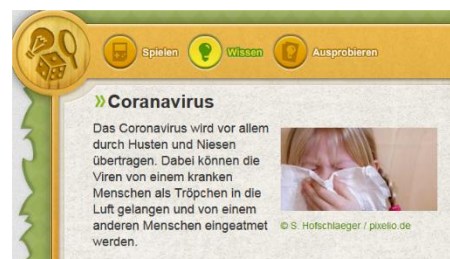 Spielen Wissen Ausprobieren
»Coranavirus
Das Coronavirus wird vor allem
durch Husten und Niesen
übertragen. Dabei können die
Viren von einem kranken
Menschen als Tröpchen in die
Luft gelangen und von einem
anderen Menschen eingeatmet
werden.
© S. Hofschlaeger / pixelio.de